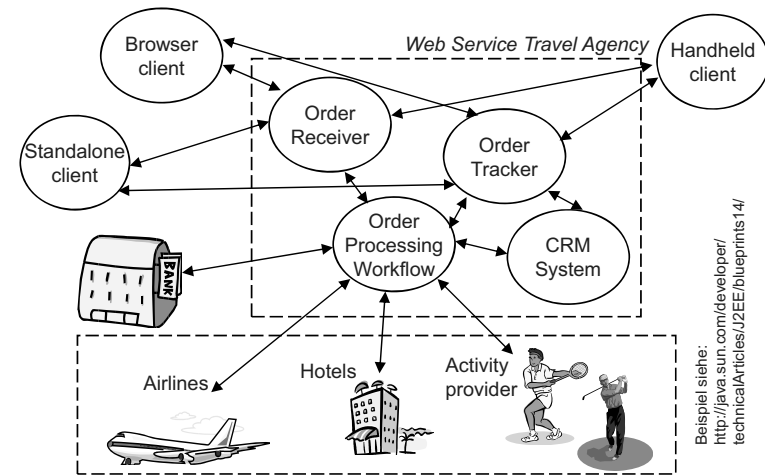 Browser
client
Web Service Travel Agency
Handheld
client
Order
Receiver
Order
Tracker
Standalone
client
Order
Processing
Workflow
CRM
System
BANK
Airlines
Hotels
Activity
provider
Beispiel siehe:
http://java.sun.com/developer/
technicalArticles/J2EE/blueprints14/